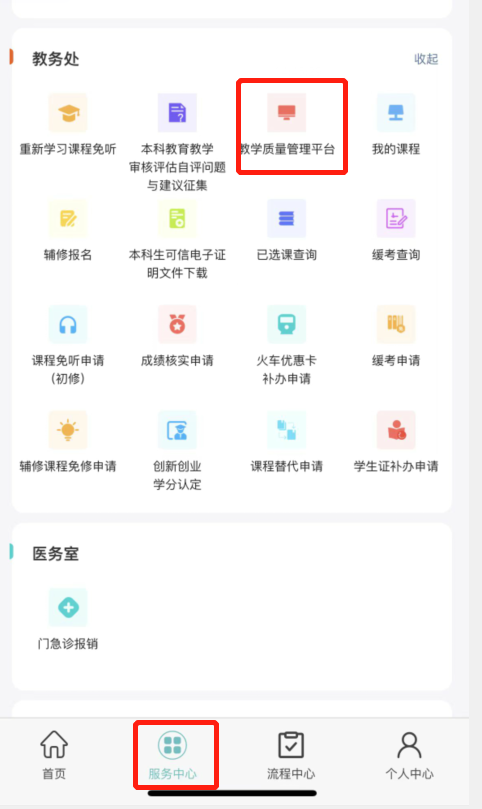 教务处 收起
重新学习课程免听 本科教育教学 教学质量管理平台 我的课程
审核评估自评问题
与建议征集
辅修报名 本科生可信电子证 已选课查询 缓考查询
明文件下载
课程免听申请 成绩核实申请 火车优惠卡 缓考申请
（初修） 补办申请
辅修课程免修申请 创新创业 课程替代申请 学生证补办申请
学分认定
医务室
门急诊报销
首页 服务中心 流程中心 个人中心